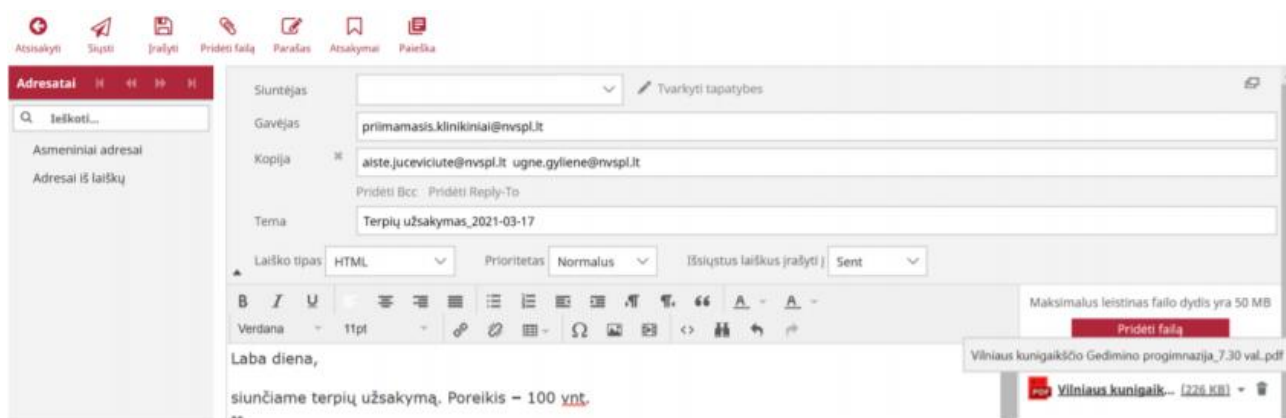 Atsisakyti Siųsti Įrašyti Pridėti failą Parašas Atsakymai Paieška
Adresatai
Ieškoti...
Asmeniniai adresai
Adresai iš laiškų
Siuntėjas Tvarkyti tapatybes
Gavėjas priimamasis.klinikiniai@nvspl.lt
Kopija aiste.juceviciute@nvspl.lt ugne.gyliene@nvspl.lt
Pridėti Bcc Pridėti Reply-To
Tema Terpių užsakymas_2021-03-17
Laiško tipas HTML Prioritetas Normalus Išsiųstus laiškus įrašyti į Sent
B I U A A
Verdana 11pt
Maksimalus leistinas failo dydis yra 50 MB
Pridėti failą
Vilniaus kunigaikščio Gedimino progimnazija_7.30 val..pdf
PDF Vilniaus kunigaik... (226 KB)
Laba diena,
siunčiame terpių užsakymą. Poreikis – 100 vnt.